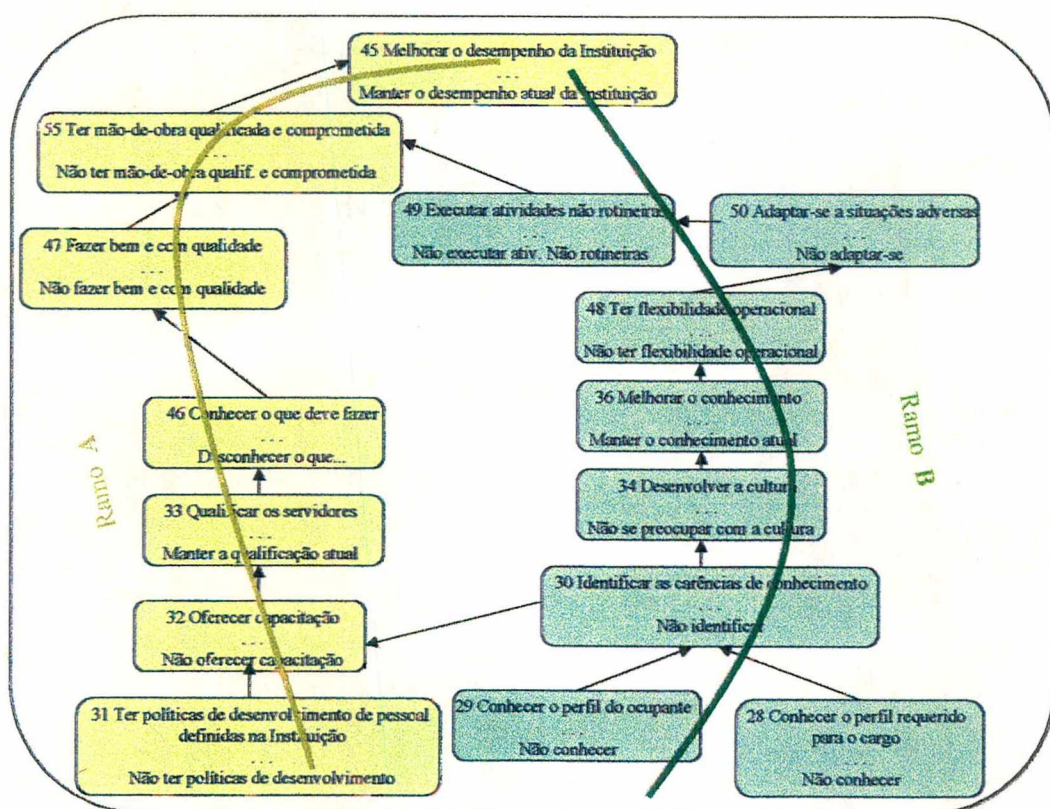 45 Melhorar o desempenho da Instituição
...
Manter o desempenho atual da Instituição
55 Ter mão-de-obra qualificada e comprometida
...
Não ter mão-de-obra qualif. e comprometida
49 Executar atividades não rotineiras
...
Não executar ativ. Não rotineiras
50 Adaptar-se a situações adversas
...
Não adaptar-se
47 Fazer bem e com qualidade
...
Não fazer bem e com qualidade
48 Ter flexibilidade operacional
...
Não ter flexibilidade operacional
46 Conhecer o que deve fazer
...
Desconhecer o que...
36 Melhorar o conhecimento
...
Manter o conhecimento atual
Ramo A
Ramo B
33 Qualificar os servidores
...
Manter a qualificação atual
34 Desenvolver a cultura
...
Não se preocupar com a cultura
32 Oferecer capacitação
...
Não oferecer capacitação
30 Identificar as carências de conhecimento
...
Não identificar
31 Ter políticas de desenvolvimento de pessoal
definidas na Instituição
...
Não ter políticas de desenvolvimento
29 Conhecer o perfil do ocupante
...
Não conhecer
28 Conhecer o perfil requerido
para o cargo
...
Não conhecer